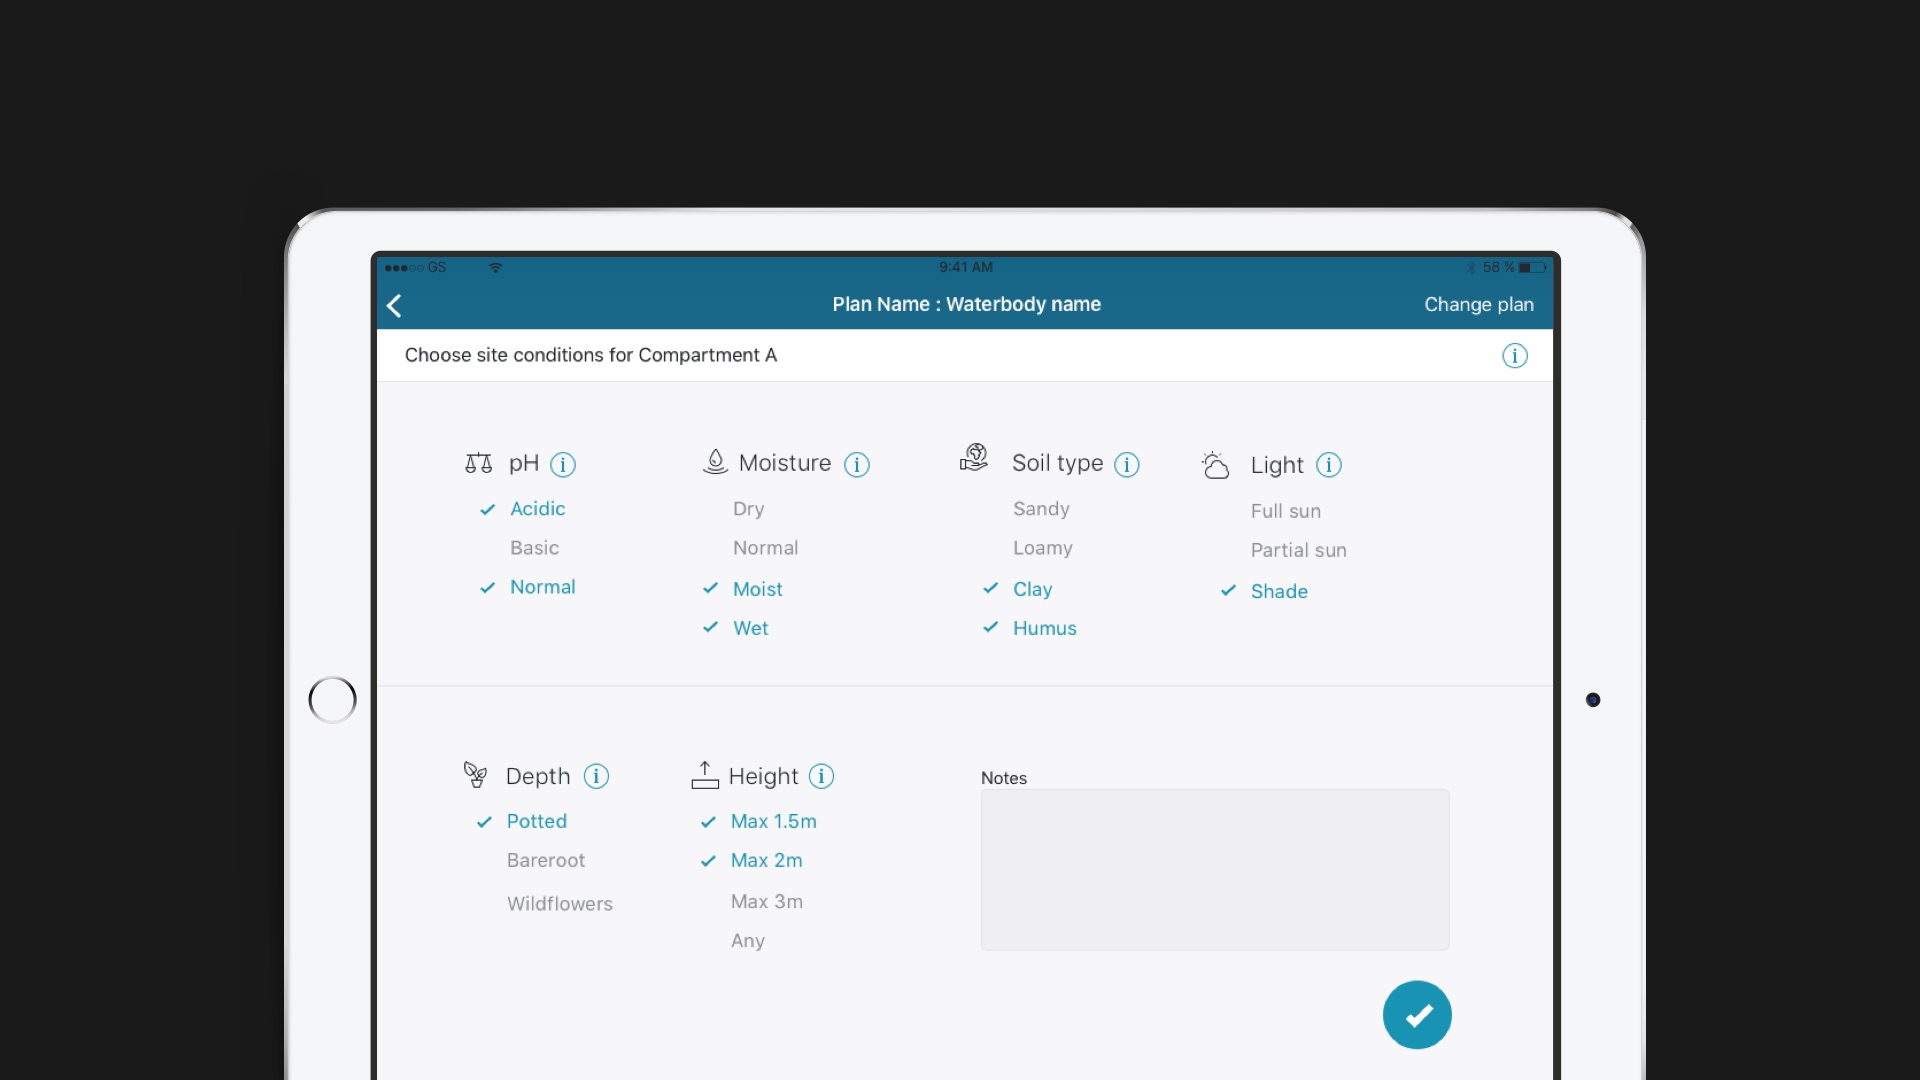 GS 9:41 AM 58 %
Plan Name : Waterbody name Change plan
Choose site conditions for Compartment A
pH
Acidic
Basic
Normal
Moisture
Dry
Normal
Moist
Wet
Soil type
Sandy
Loamy
Clay
Humus
Light
Full sun
Partial sun
Shade
Depth
Potted
Bareroot
Wildflowers
Height
Max 1.5m
Max 2m
Max 3m
Any
Notes